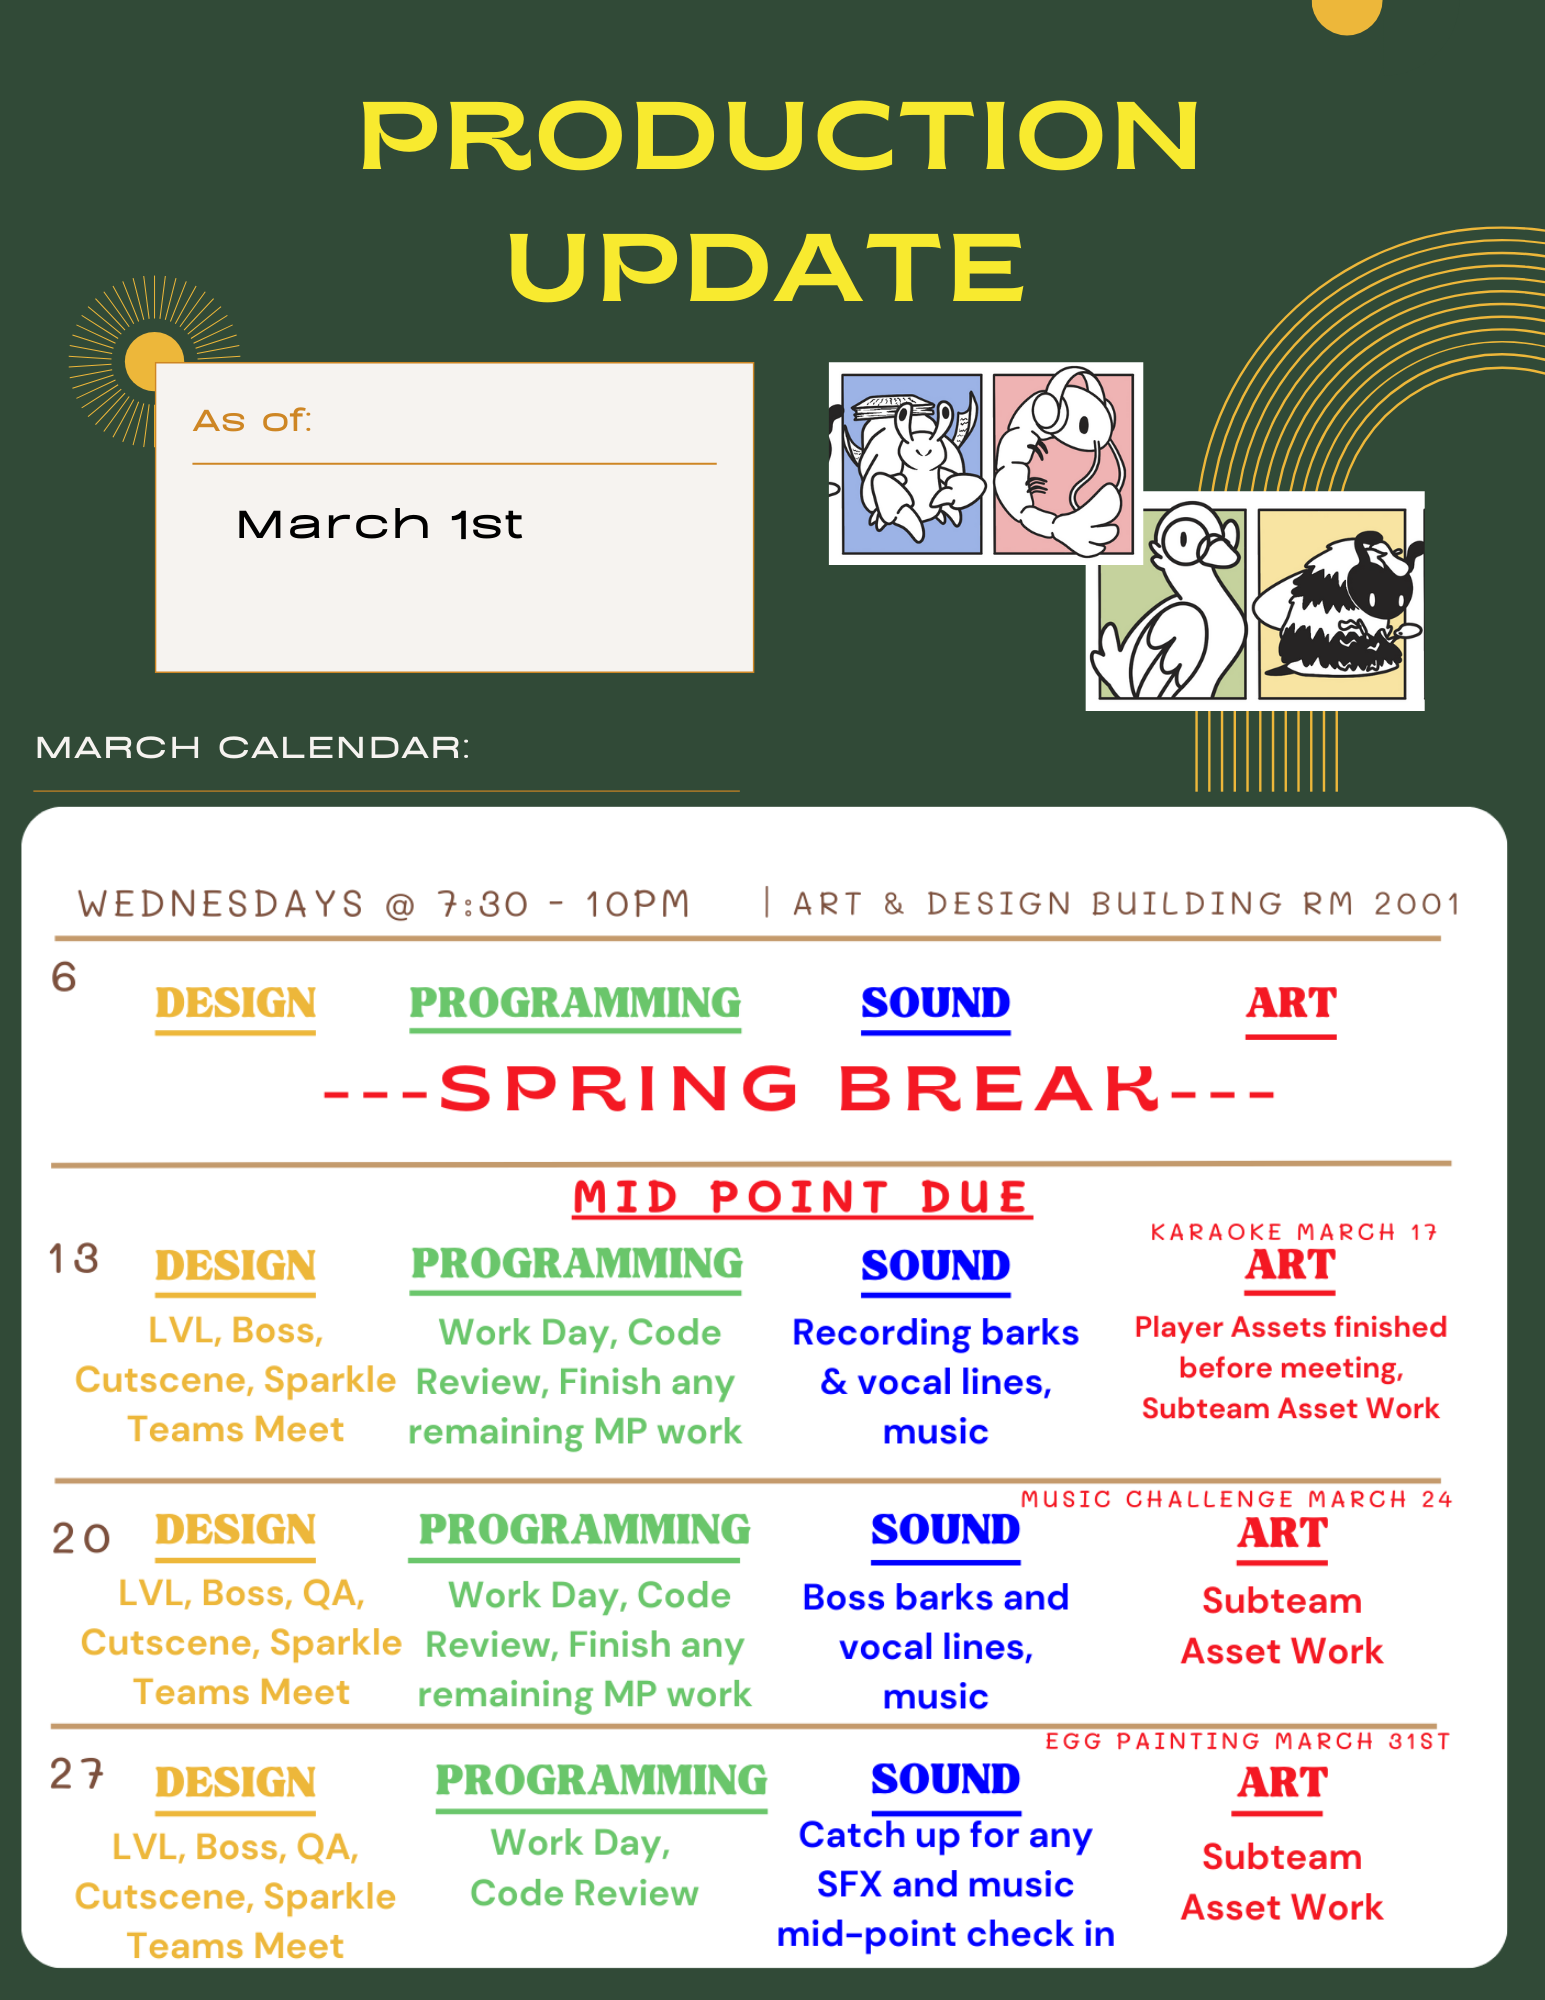 PRODUCTION
UPDATE
As of:
March 1st
MARCH CALENDAR:
WEDNESDAYS @ 7:30 - 10PM | ART & DESIGN BUILDING RM 2001
6
DESIGN PROGRAMMING SOUND ART
---SPRING BREAK---
MID POINT DUE
KARAOKE MARCH 17
13
DESIGN
LVL, Boss,
Cutscene, Sparkle
Teams Meet
PROGRAMMING
Work Day, Code
Review, Finish any
remaining MP work
SOUND
Recording barks
& vocal lines,
music
ART
Player Assets finished
before meeting,
Subteam Asset Work
MUSIC CHALLENGE MARCH 24
20
DESIGN
LVL, Boss, QA,
Cutscene, Sparkle
Teams Meet
PROGRAMMING
Work Day, Code
Review, Finish any
remaining MP work
SOUND
Boss barks and
vocal lines,
music
ART
Subteam
Asset Work
EGG PAINTING MARCH 31ST
27
DESIGN
LVL, Boss, QA,
Cutscene, Sparkle
Teams Meet
PROGRAMMING
Work Day,
Code Review
SOUND
Catch up for any
SFX and music
mid-point check in
ART
Subteam
Asset Work